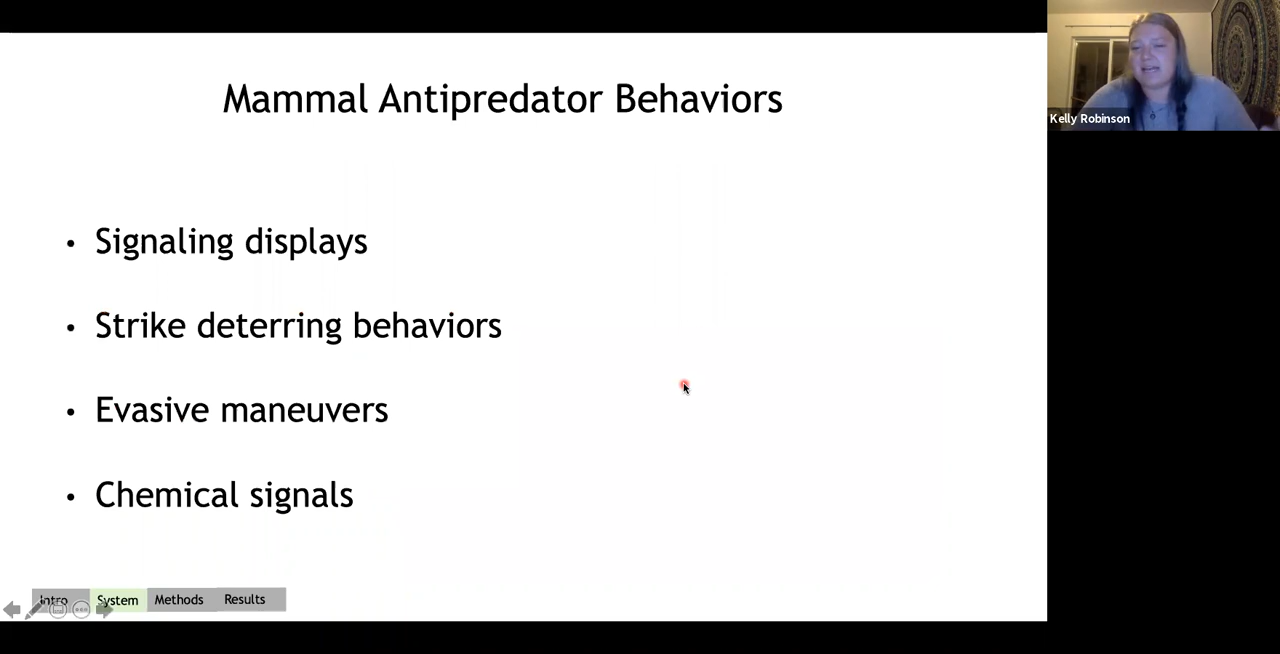 Mammal Antipredator Behaviors
Kelly Robinson
• Signaling displays
• Strike deterring behaviors
• Evasive maneuvers
• Chemical signals
Intro System Methods Results